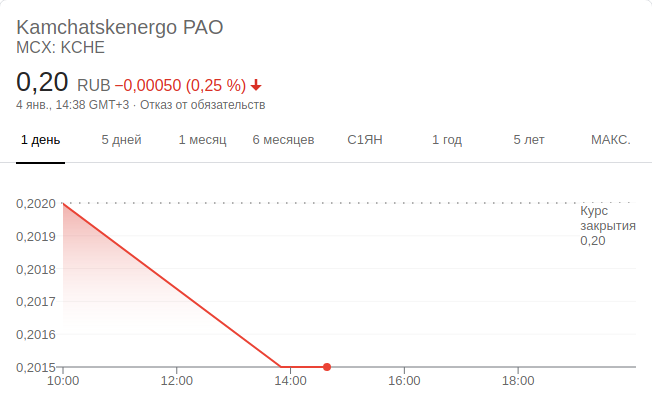 Kamchatskenergo PAO
MCX: KCHE
0,20 RUB −0,00050 (0,25 %)
4 янв., 14:38 GMT+3 · Отказ от обязательств
1 день 5 дней 1 месяц 6 месяцев С1ЯН 1 год 5 лет МАКС.
0,2020
Курс
закрытия
0,20
0,2019
0,2018
0,2017
0,2016
0,2015
10:00 12:00 14:00 16:00 18:00